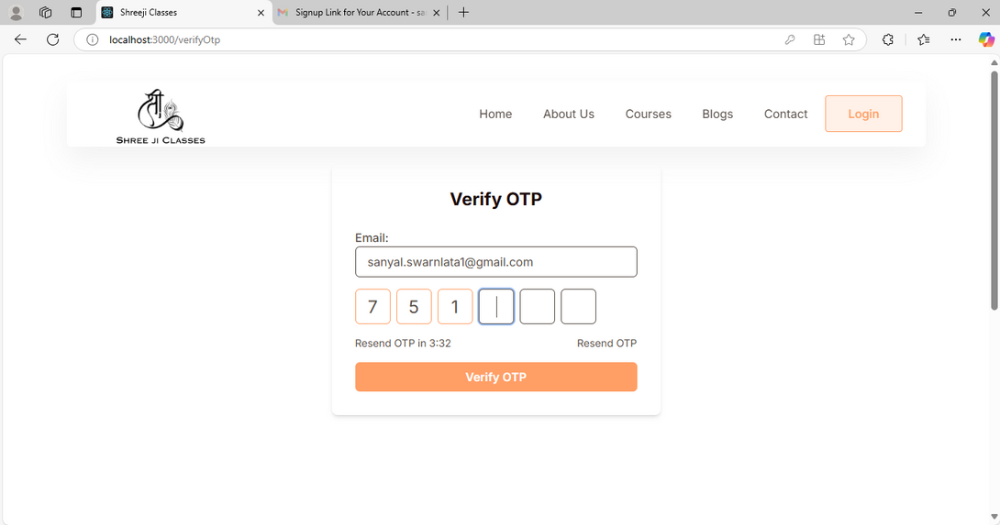 Shreeji Classes
Signup Link for Your Account - sa
localhost:3000/verifyOtp
श्री
SHREE JI CLASSES
Home
About Us
Courses
Blogs
Contact
Login
Verify OTP
Email:
sanyal.swarnlata1@gmail.com
7 5 1
Resend OTP in 3:32
Resend OTP
Verify OTP